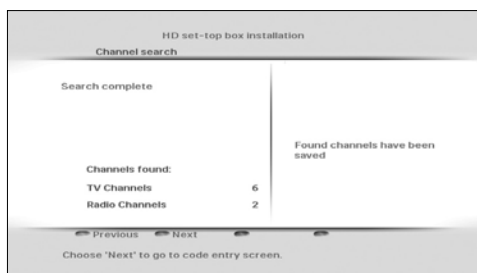 HD set-top box installation
Channel search
Search complete
Found channels have been
saved
Channels found:
TV Channels 6
Radio Channels 2
Previous Next
Choose 'Next' to go to code entry screen.